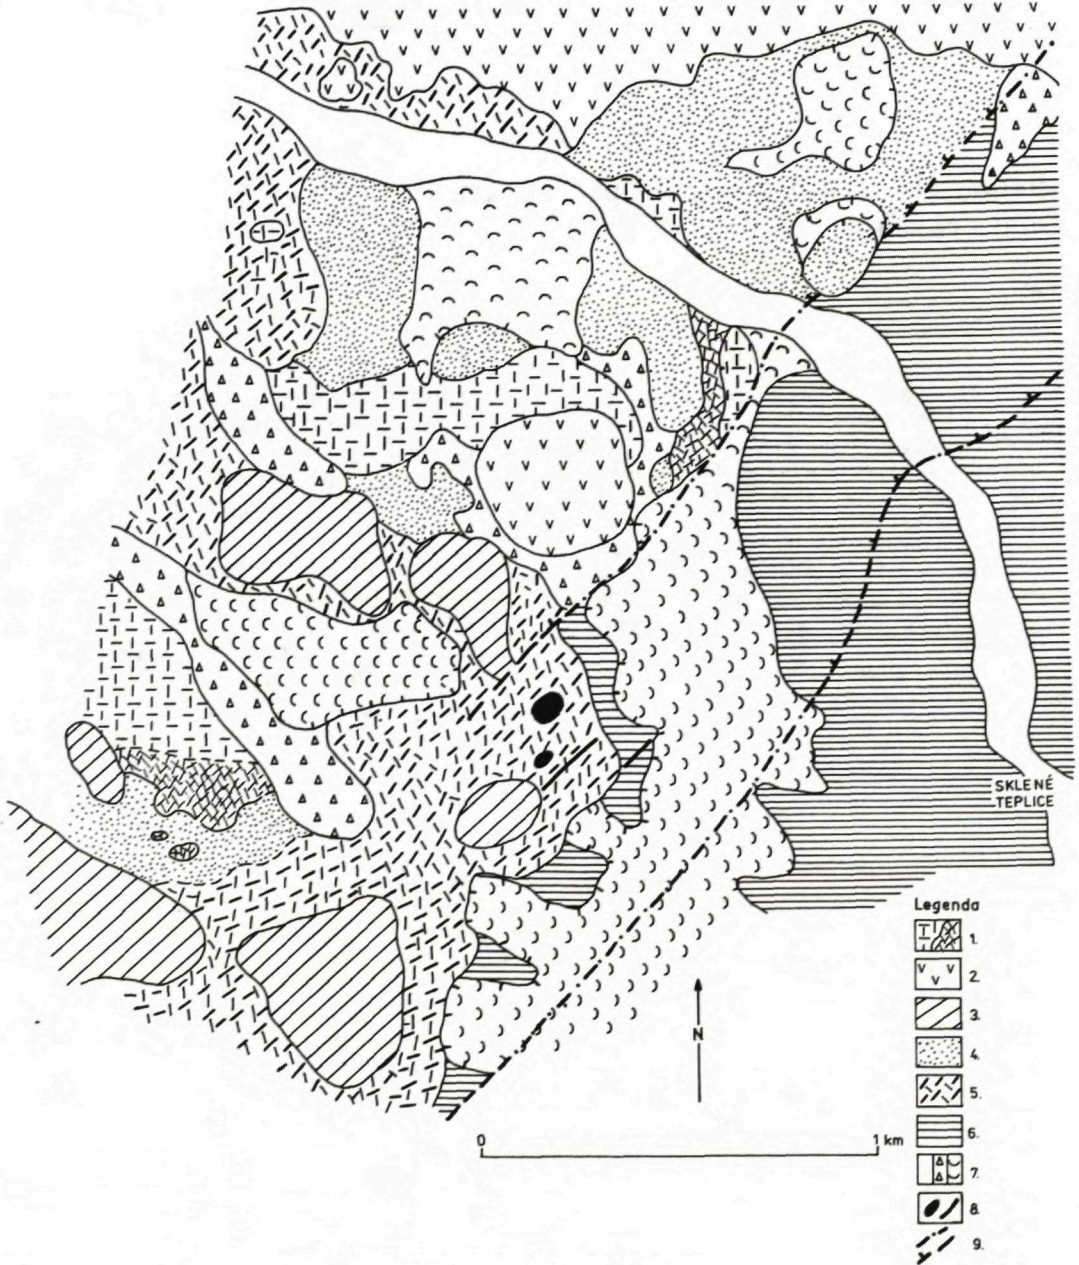 SKLENÉ
TEPLICE
Legenda
1.
2.
3.
4.
5.
6.
7.
8.
9.
N
0 1 km